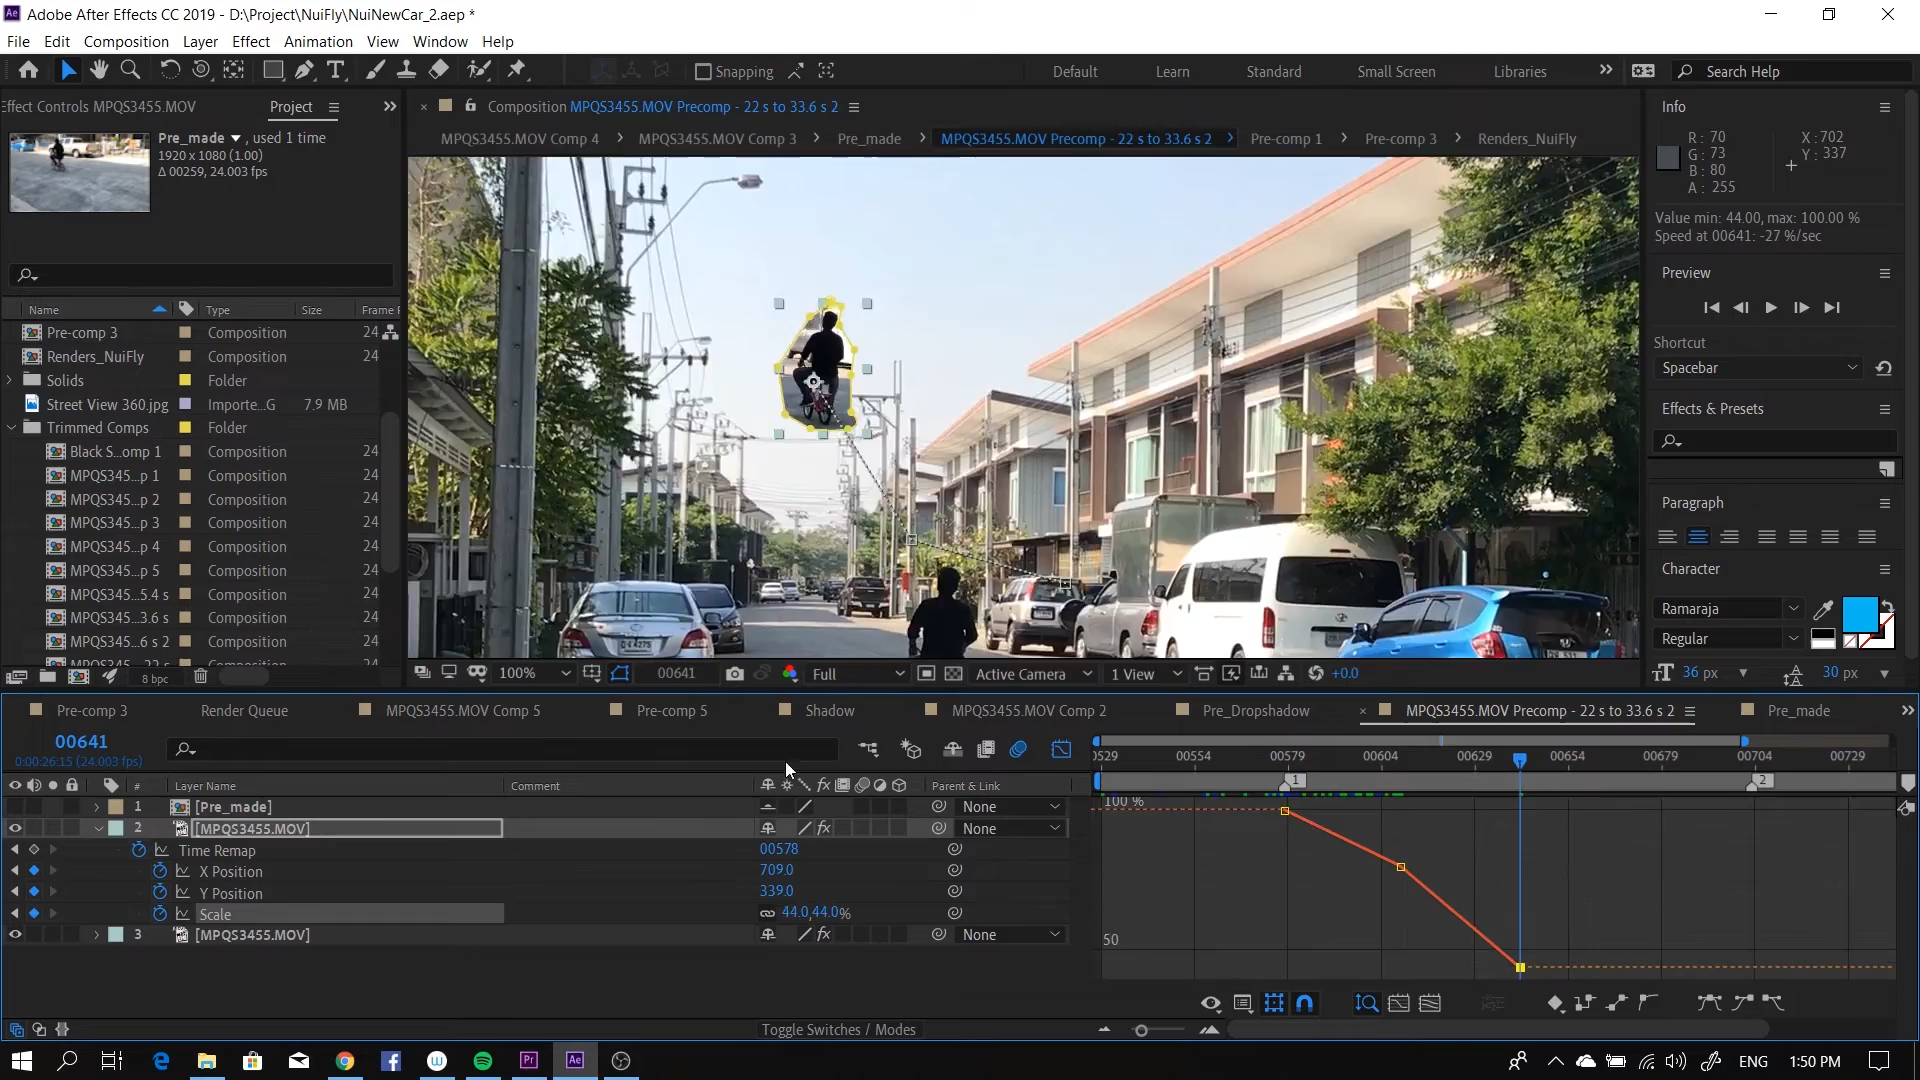 Adobe After Effects CC 2019 - D:\Project\NuiFly\NuiNewCar_2.aep *
File Edit Composition Layer Effect Animation View Window Help
Snapping
Default Learn Standard Small Screen Libraries
Search Help
Effect Controls MPQS3455.MOV
Project
Pre_made , used 1 time
1920 x 1080 (1.00)
Δ 00259, 24.003 fps
Name Type Size Frame
Pre-comp 3 Composition 24
Renders_NuiFly Composition 24
Solids Folder
Street View 360.jpg Importe...G 7.9 MB
Trimmed Comps Folder
Black S...omp 1 Composition 24
MPQS345...p 1 Composition 24
MPQS345...p 2 Composition 24
MPQS345...p 3 Composition 24
MPQS345...p 4 Composition 24
MPQS345...p 5 Composition 24
MPQS345...5.4 s Composition 24
MPQS345...3.6 s Composition 24
MPQS345...6 s 2 Composition 24
8 bpc
Composition MPQS3455.MOV Precomp - 22 s to 33.6 s 2
MPQS3455.MOV Comp 4 MPQS3455.MOV Comp 3 Pre_made MPQS3455.MOV Precomp - 22 s to 33.6 s 2 Pre-comp 1 Pre-comp 3 Renders_NuiFly
100% 00641 Full Active Camera 1 View +0.0
Info
R: 70
G: 73
B: 80
A: 255
X: 702
Y: 337
Value min: 44.00, max: 100.00 %
Speed at 00641: -27 %/sec
Preview
Shortcut
Spacebar
Effects & Presets
Paragraph
Character
Ramaraja
Regular
36 px 30 px
Pre-comp 3 Render Queue MPQS3455.MOV Comp 5 Pre-comp 5 Shadow MPQS3455.MOV Comp 2 Pre_Dropshadow MPQS3455.MOV Precomp - 22 s to 33.6 s 2 Pre_made
00641
0:00:26:15 (24.003 fps)
# Layer Name Comment Parent & Link
0529 00554 00579 00604 00629 00654 00679 00704 00729
1 2
1 [Pre_made] None
2 [MPQS3455.MOV] None
Time Remap 00578
X Position 709.0
Y Position 339.0
Scale 44.0,44.0%
3 [MPQS3455.MOV] None
100 %
50
Toggle Switches / Modes
ENG 1:50 PM